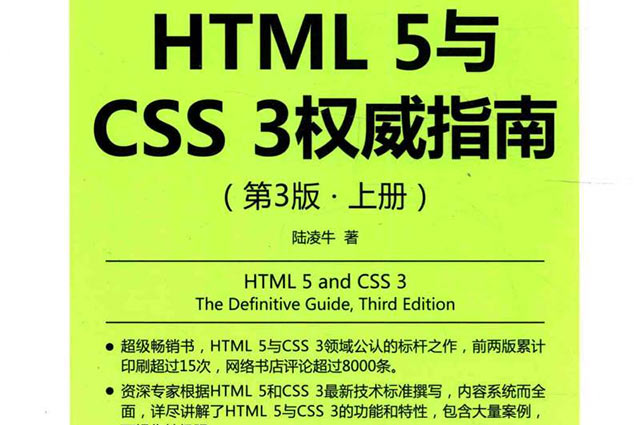 HTML 5与
CSS 3权威指南
（第3版·上册）
陆凌牛 著
HTML 5 and CSS 3
The Definitive Guide, Third Edition
● 超级畅销书，HTML 5与CSS 3领域公认的标杆之作，前两版累计
印刷超过15次，网络书店评论超过8000条。
● 资深专家根据HTML 5和CSS 3最新技术标准撰写，内容系统而全
面，详尽讲解了HTML 5与CSS 3的功能和特性，包含大量案例，